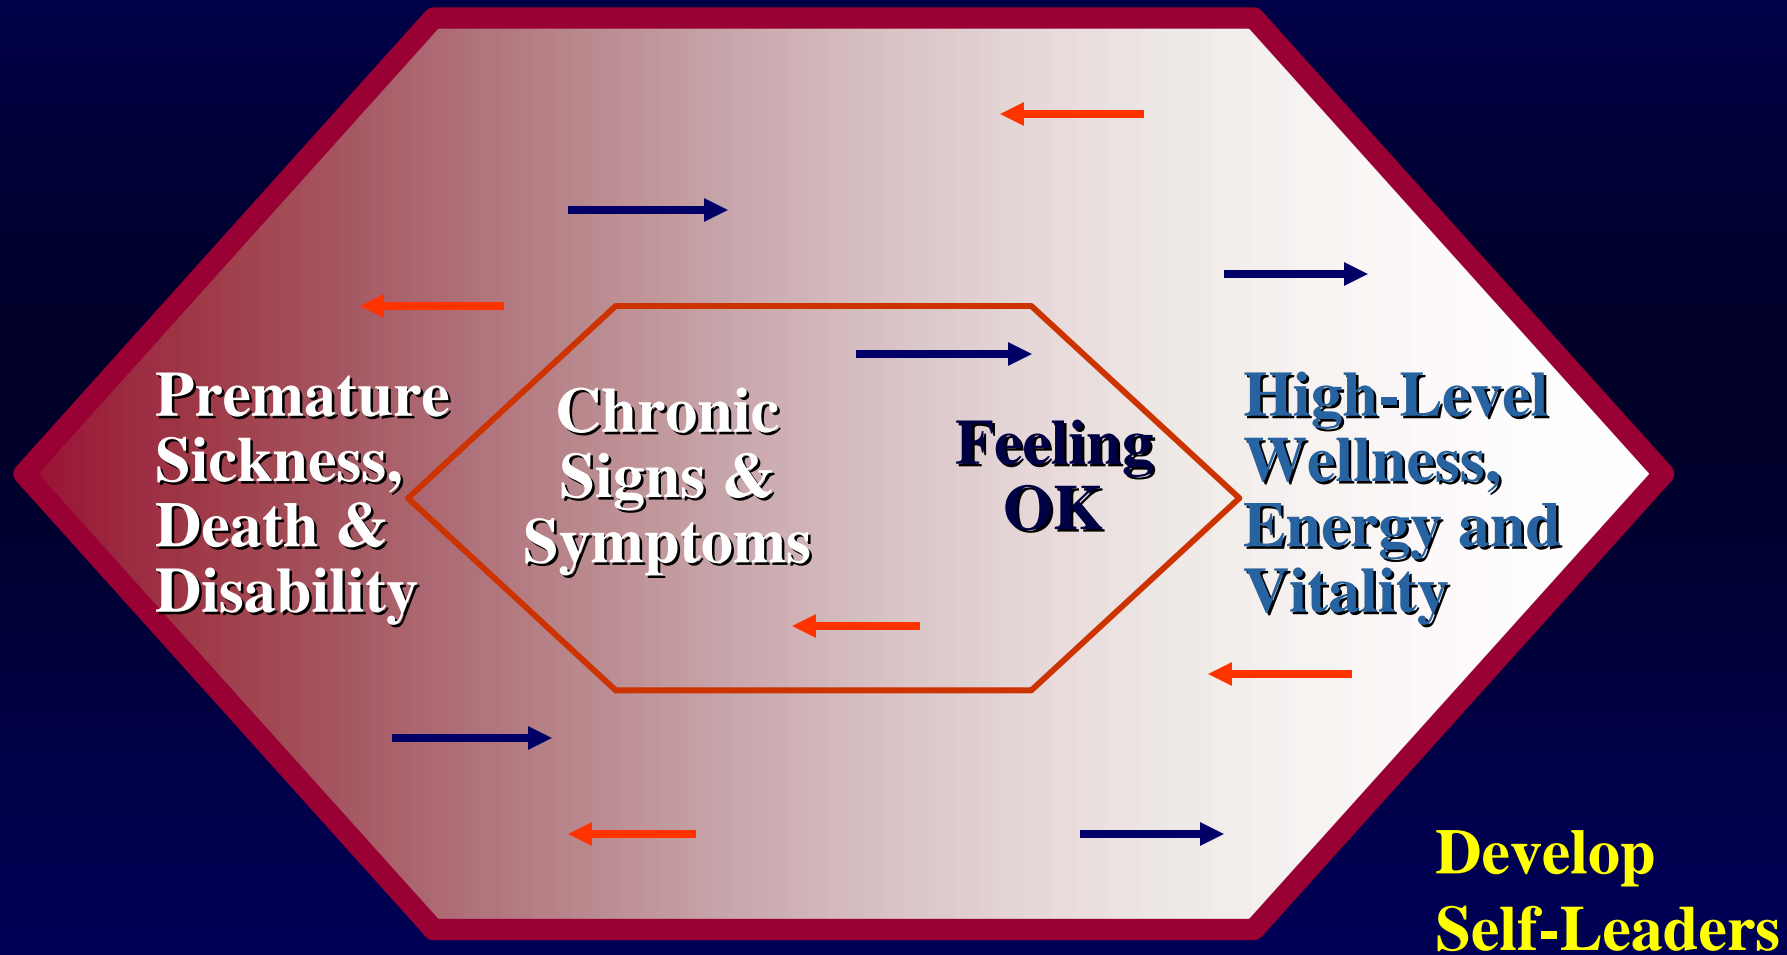 Premature
Sickness,
Death &
Disability
Chronic
Signs &
Symptoms
Feeling
OK
High-Level
Wellness,
Energy and
Vitality
Develop
Self-Leaders